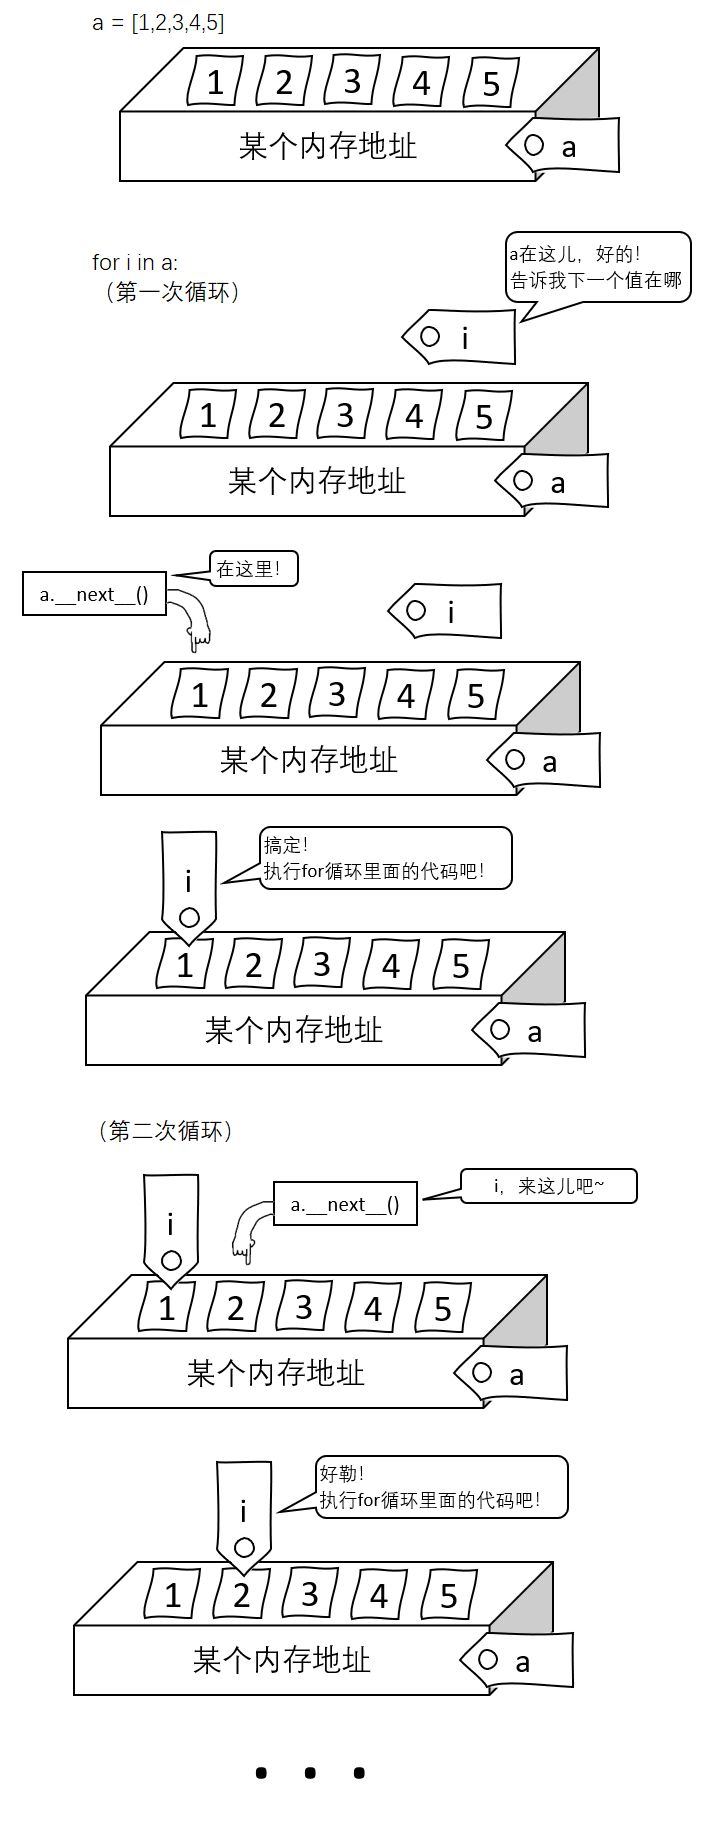 a = [1,2,3,4,5]
1 2 3 4 5
某个内存地址
a
for i in a:
（第一次循环）
a在这儿，好的！
告诉我下一个值在哪
i
1 2 3 4 5
某个内存地址
a
在这里！
a.__next__()
i
1 2 3 4 5
某个内存地址
a
搞定！
执行for循环里面的代码吧！
i
1 2 3 4 5
某个内存地址
a
（第二次循环）
i，来这儿吧~
a.__next__()
i
1 2 3 4 5
某个内存地址
a
好勒！
执行for循环里面的代码吧！
i
1 2 3 4 5
某个内存地址
a
. . .